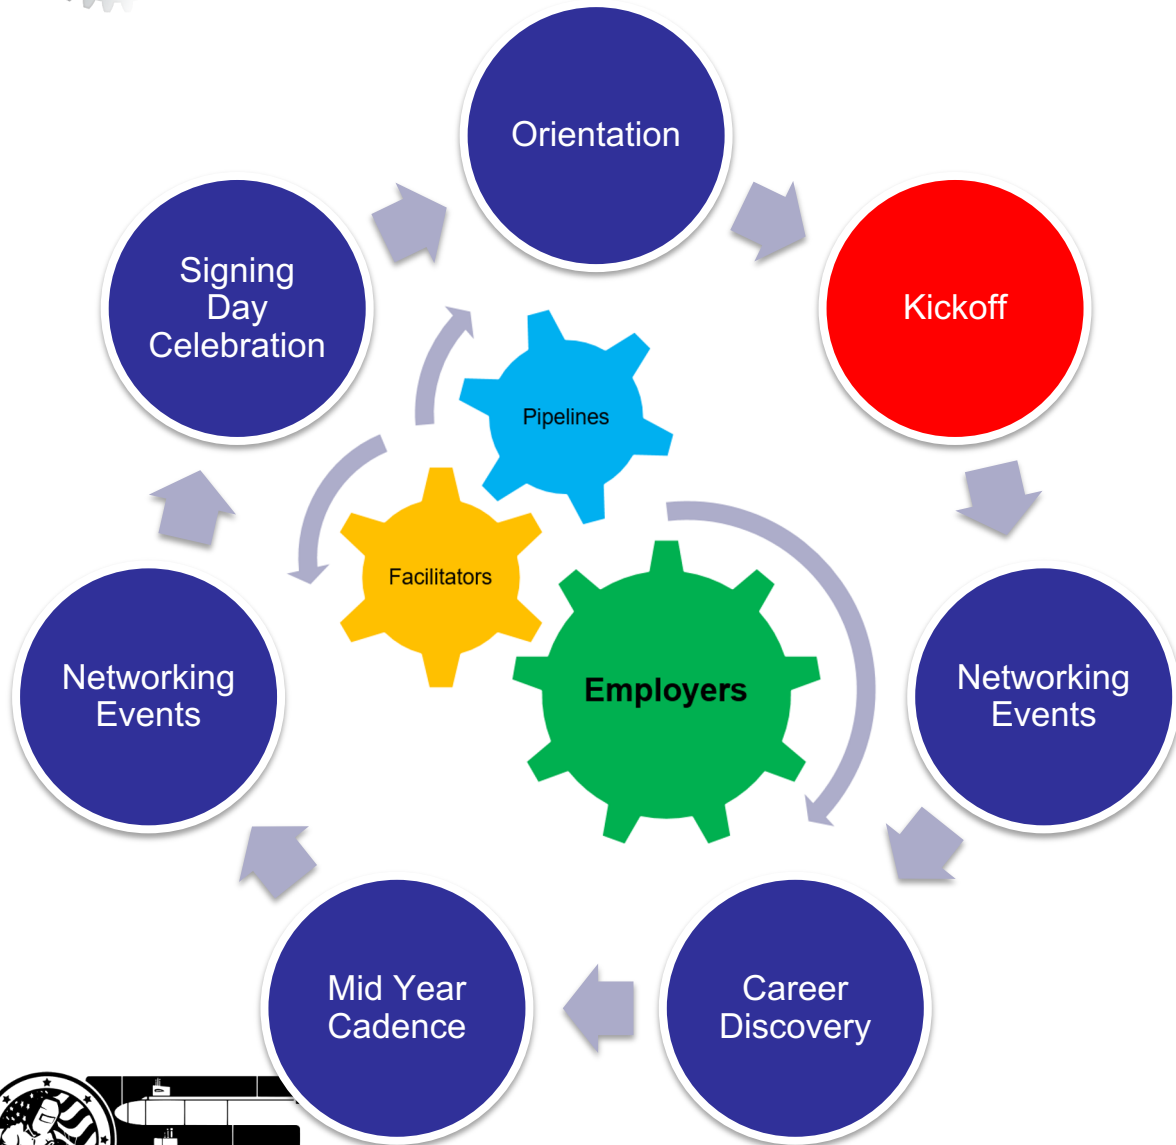 Orientation
Kickoff
Signing
Day
Celebration
Pipelines
Facilitators
Employers
Networking
Events
Networking
Events
Mid Year
Cadence
Career
Discovery